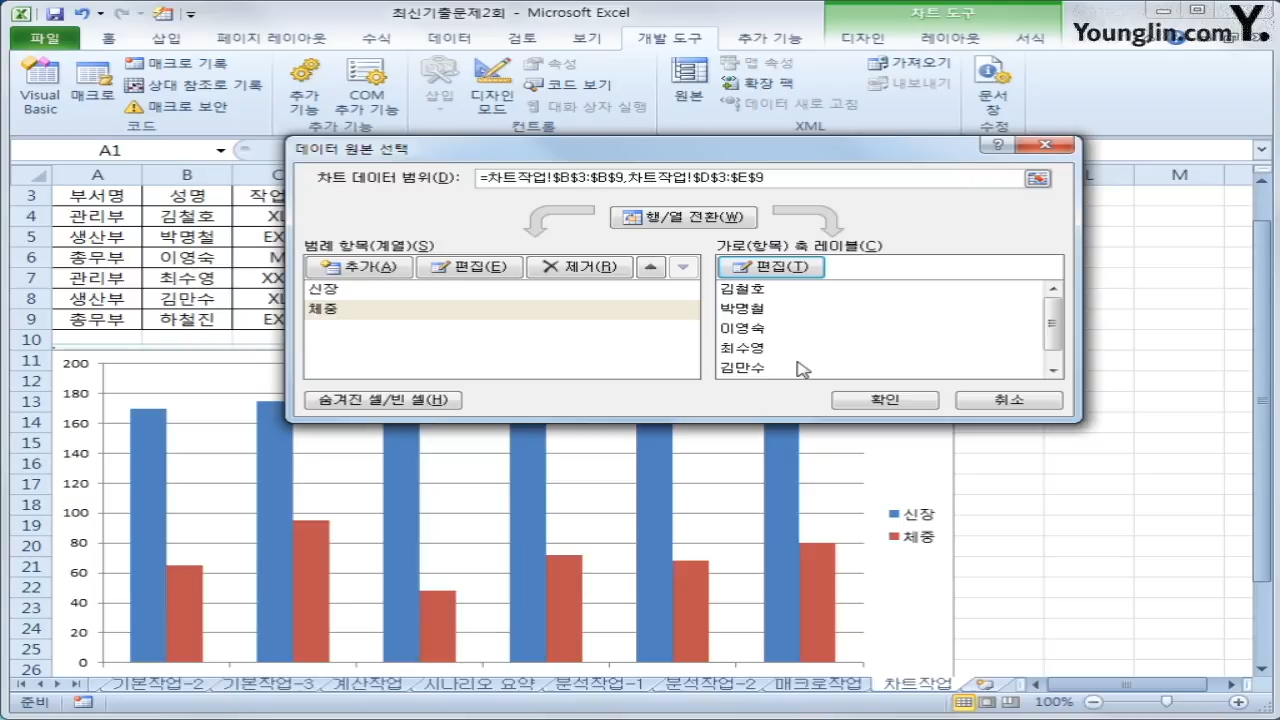 최신기출문제2회 - Microsoft Excel
차트 도구
Y.
YoungJin.com
파일 홈 삽입 페이지 레이아웃 수식 데이터 검토 보기 개발 도구 추가 기능 디자인 레이아웃 서식
Visual Basic
매크로
매크로 기록
상대 참조로 기록
매크로 보안
코드
추가 기능
COM 추가 기능
추가 기능
삽입
디자인 모드
속성
코드 보기
대화 상자 실행
컨트롤
원본
맵 속성
확장 팩
데이터 새로 고침
가져오기
내보내기
XML
문서 창
수정
A1
A B C L M
3 부서명 성명 작업
4 관리부 김철호 XL
5 생산부 박명철 EX
6 총무부 이영숙 M
7 관리부 최수영 XX
8 생산부 김만수 XL
9 총무부 하철진 EX
10
11
12
13
14
15
16
17
18
19
20
21
22
23
24
25
26
데이터 원본 선택
차트 데이터 범위(D): =차트작업!$B$3:$B$9,차트작업!$D$3:$E$9
행/열 전환(W)
범례 항목(계열)(S)
추가(A) 편집(E) 제거(R)
신장
체중
가로(항목) 축 레이블(C)
편집(T)
김철호
박명철
이영숙
최수영
김만수
숨겨진 셀/빈 셀(H) 확인 취소
200
180
160
140
120
100
80
60
40
20
0
신장
체중
기본작업-2 기본작업-3 계산작업 시나리오 요약 분석작업-1 분석작업-2 매크로작업 차트작업
준비 100%